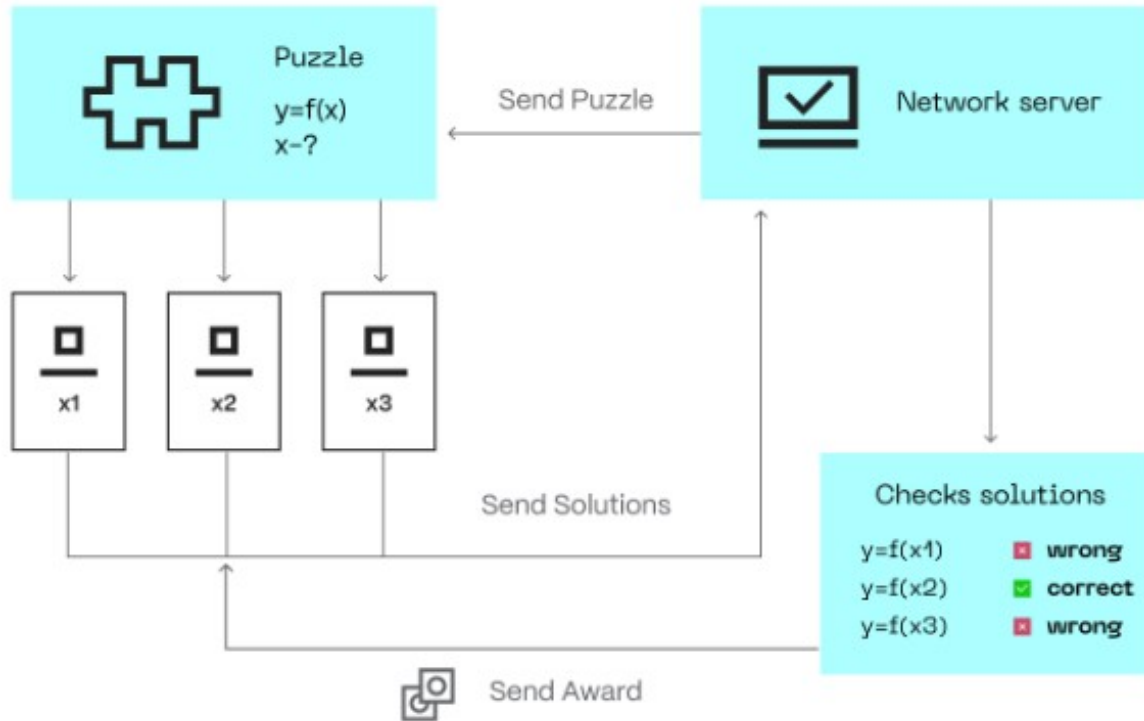 Puzzle
y=f(x)
x-?
Send Puzzle
Network server
x1
x2
x3
Send Solutions
Checks solutions
y=f(x1) wrong
y=f(x2) correct
y=f(x3) wrong
Send Award